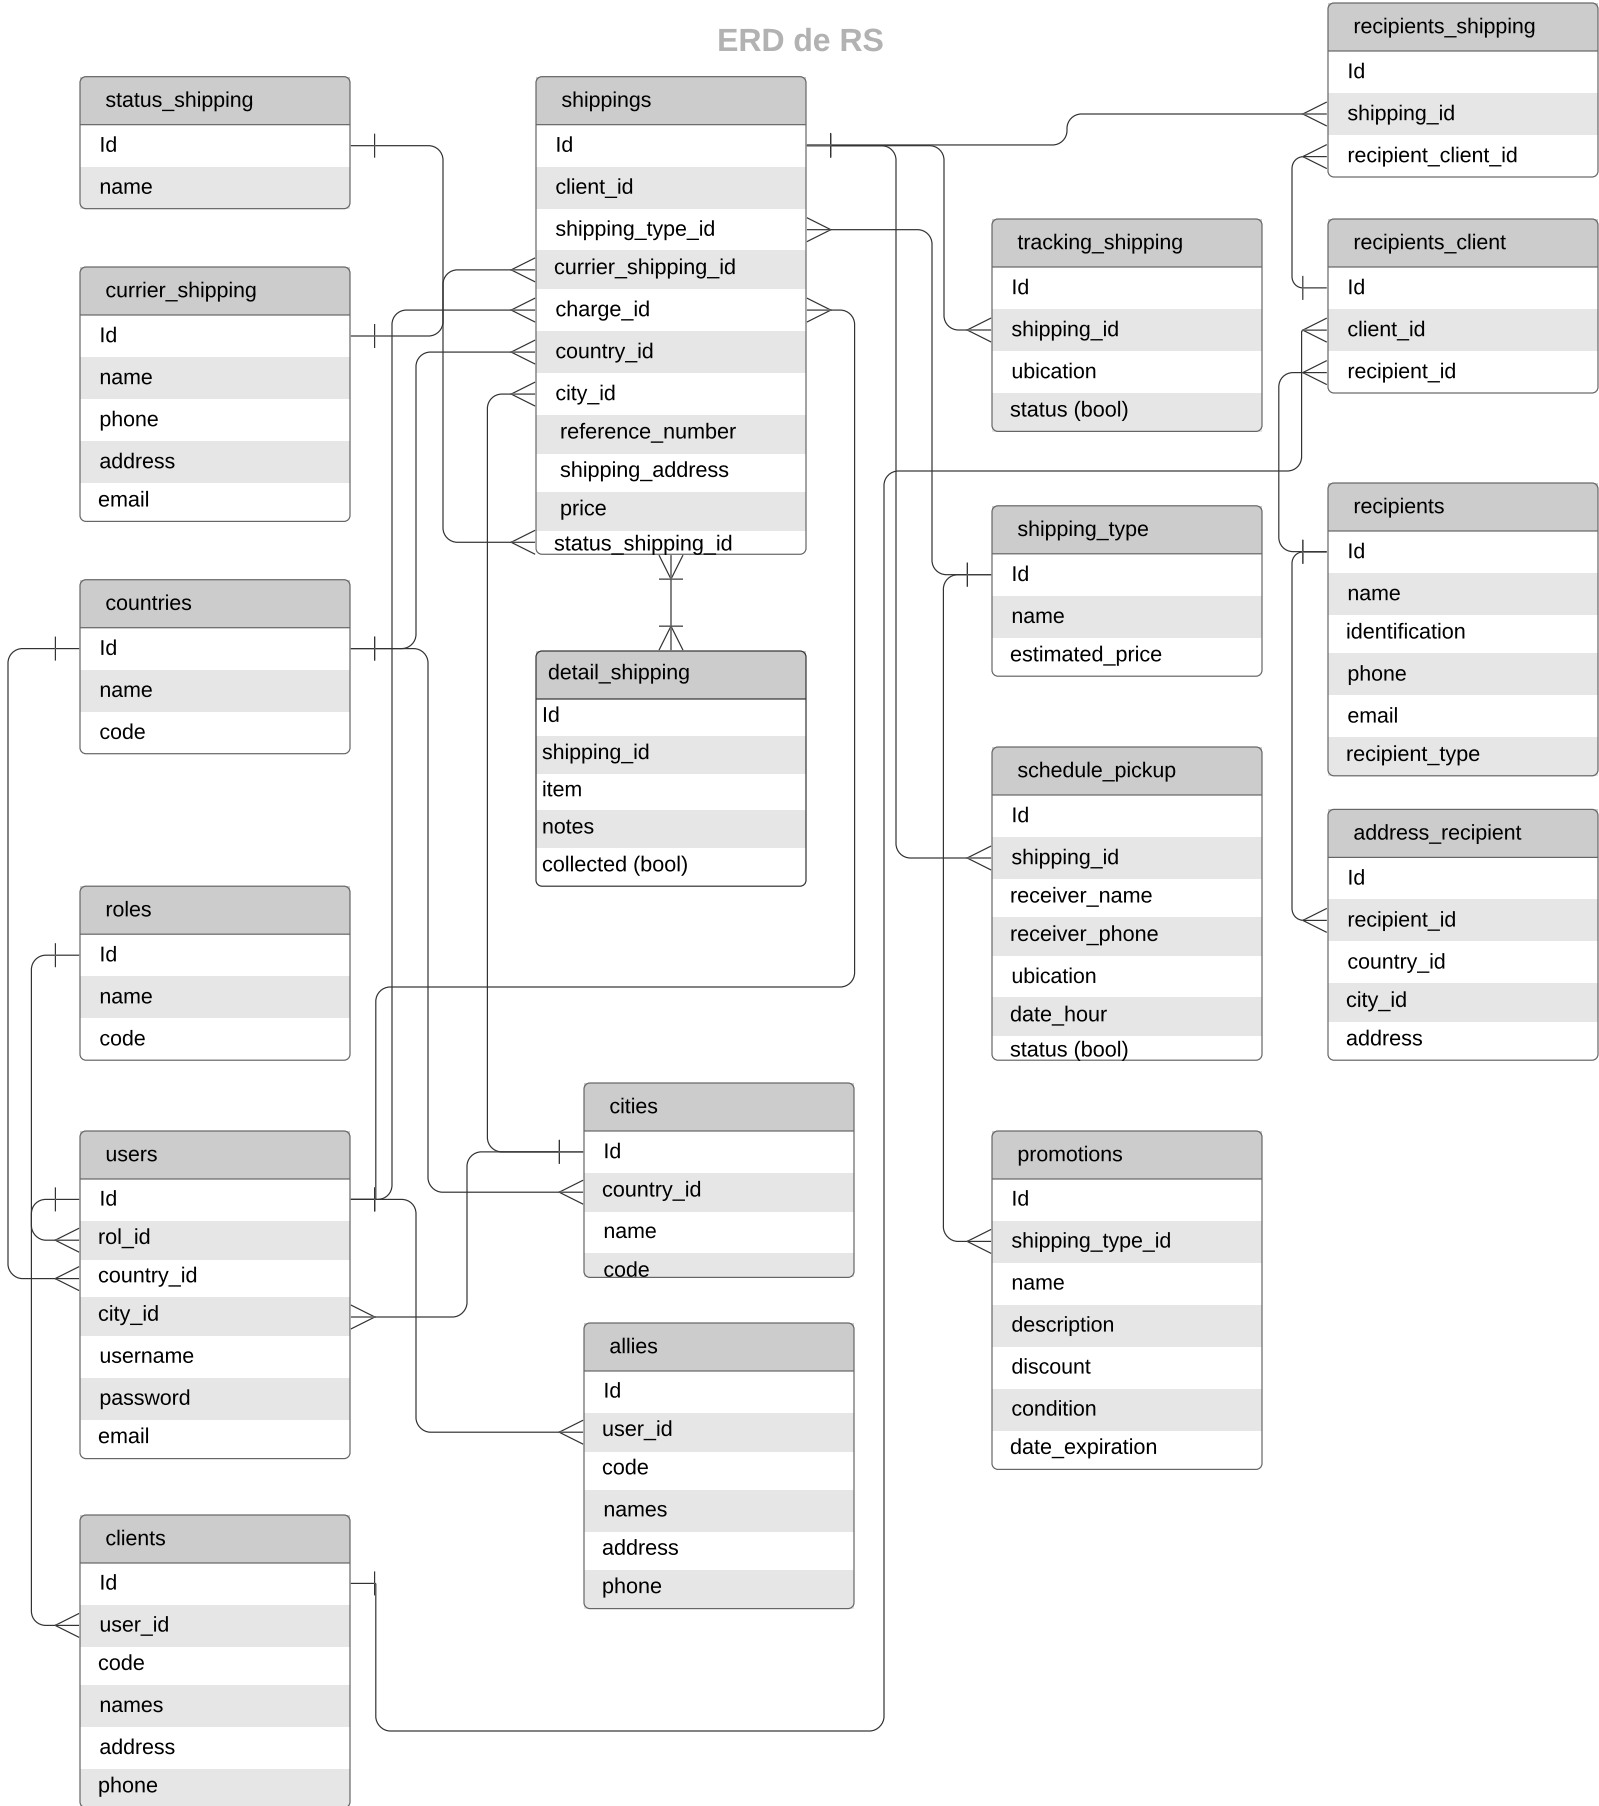 ERD de RS
status_shipping
Id
name
currier_shipping
Id
name
phone
address
email
countries
Id
name
code
roles
Id
name
code
users
Id
rol_id
country_id
city_id
username
password
email
clients
Id
user_id
code
names
address
phone
shippings
Id
client_id
shipping_type_id
currier_shipping_id
charge_id
country_id
city_id
reference_number
shipping_address
price
status_shipping_id
detail_shipping
Id
shipping_id
item
notes
collected (bool)
cities
Id
country_id
name
code
allies
Id
user_id
code
names
address
phone
tracking_shipping
Id
shipping_id
ubication
status (bool)
shipping_type
Id
name
estimated_price
schedule_pickup
Id
shipping_id
receiver_name
receiver_phone
ubication
date_hour
status (bool)
promotions
Id
shipping_type_id
name
description
discount
condition
date_expiration
recipients_shipping
Id
shipping_id
recipient_client_id
recipients_client
Id
client_id
recipient_id
recipients
Id
name
identification
phone
email
recipient_type
address_recipient
Id
recipient_id
country_id
city_id
address